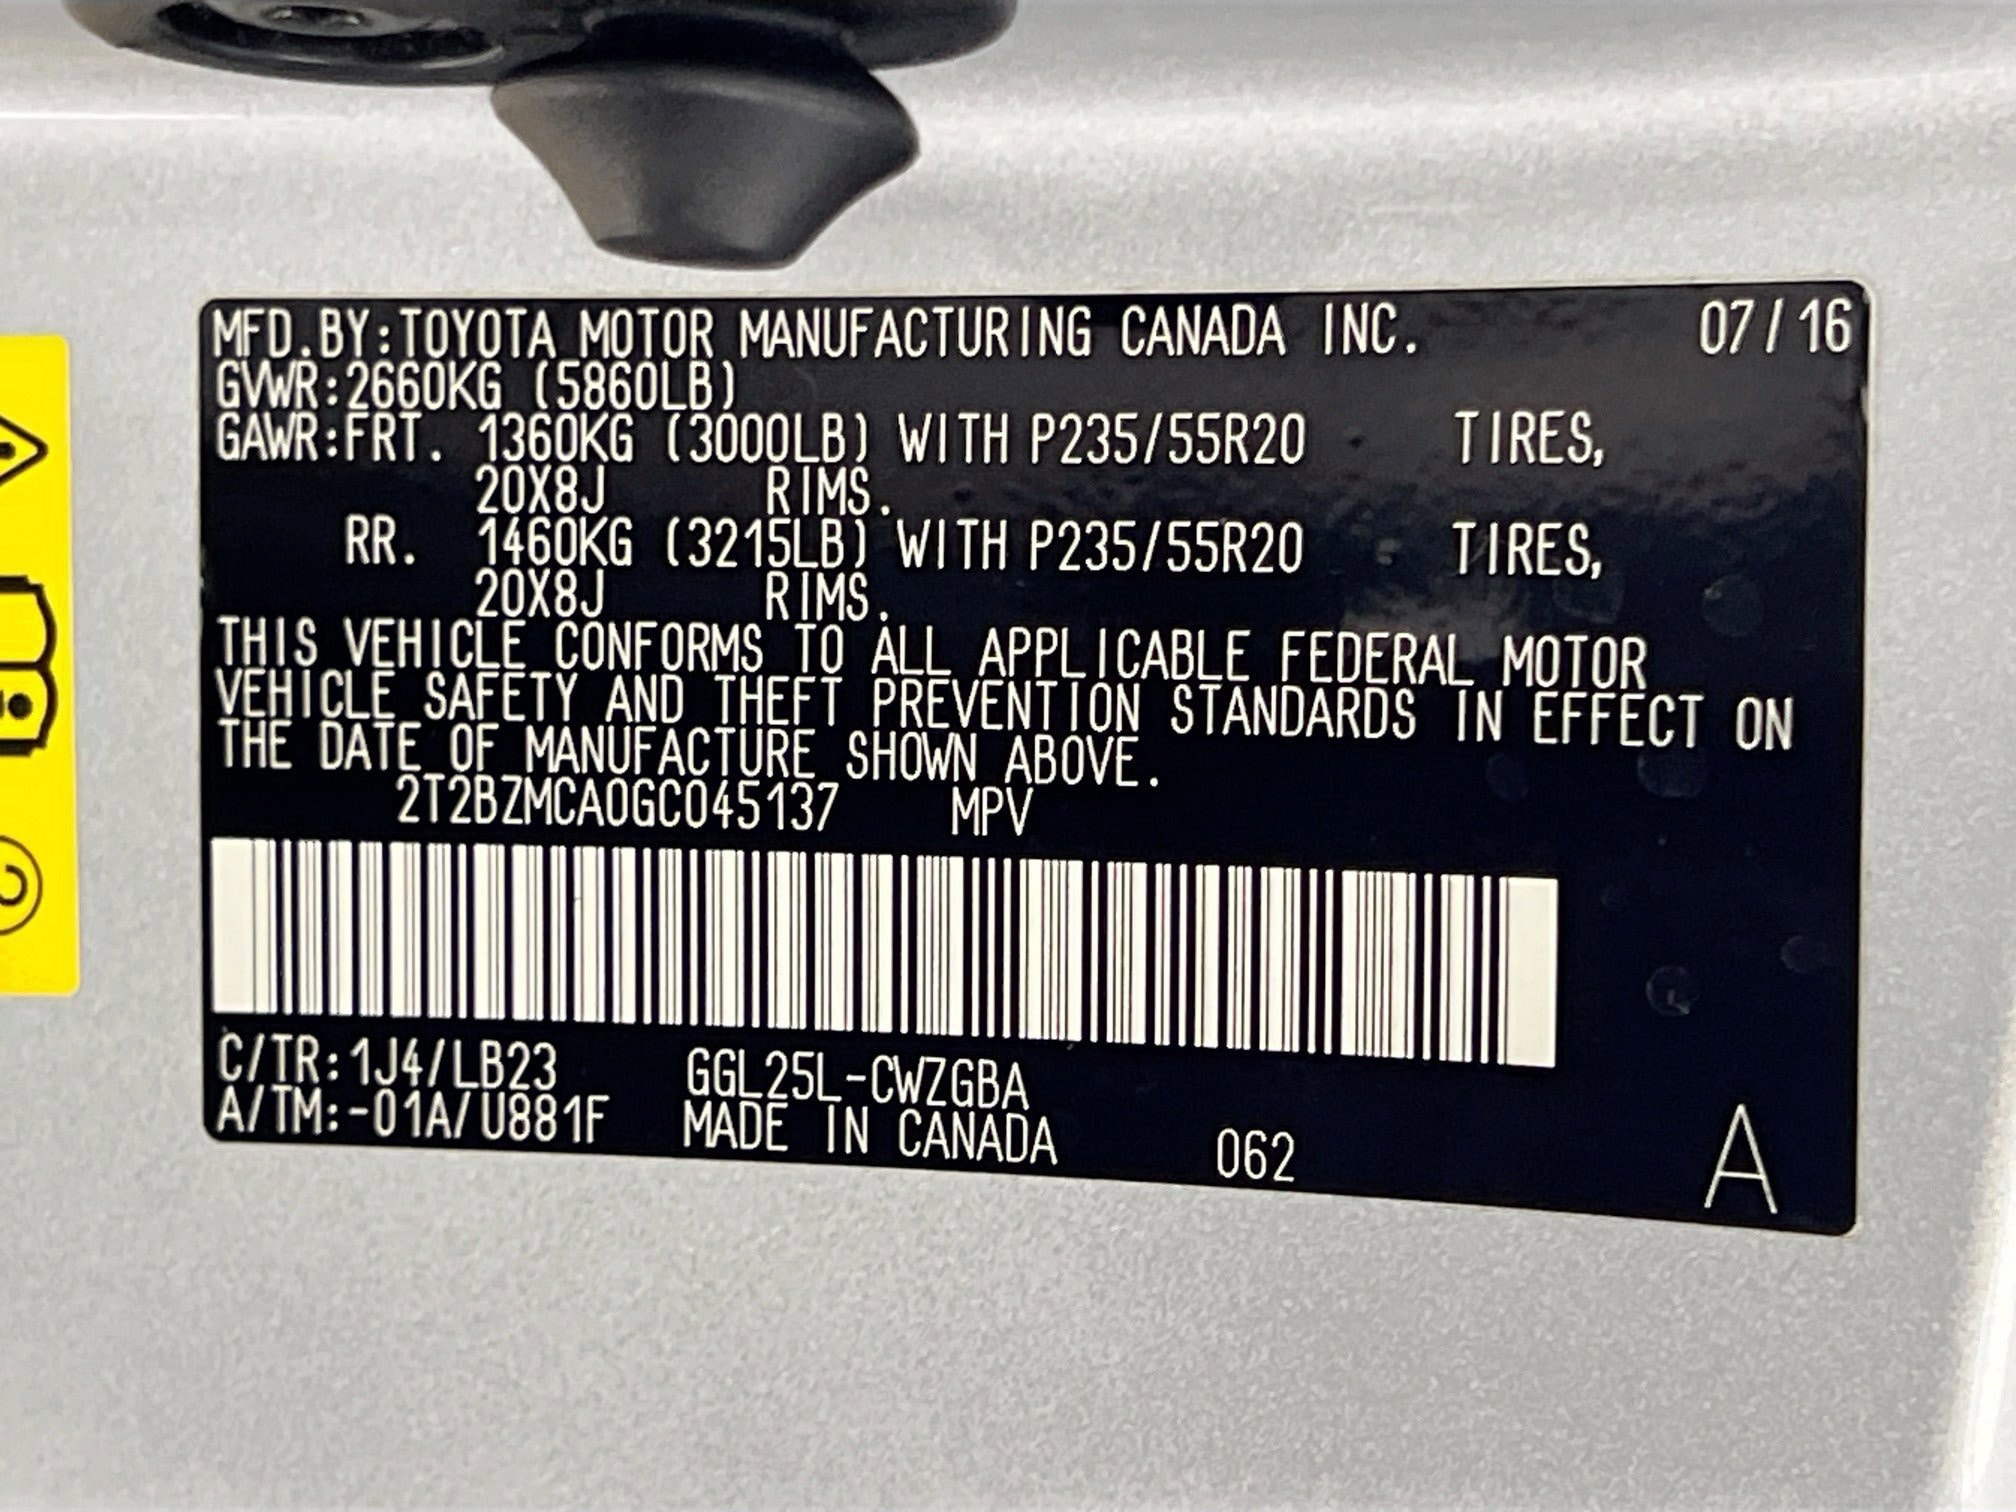 MFD.BY:TOYOTA MOTOR MANUFACTURING CANADA INC. 07/16
GVWR:2660KG (5860LB)
GAWR:FRT. 1360KG (3000LB) WITH P235/55R20 TIRES,
20X8J RIMS.
RR. 1460KG (3215LB) WITH P235/55R20 TIRES,
20X8J RIMS.
THIS VEHICLE CONFORMS TO ALL APPLICABLE FEDERAL MOTOR
VEHICLE SAFETY AND THEFT PREVENTION STANDARDS IN EFFECT ON
THE DATE OF MANUFACTURE SHOWN ABOVE.
2T2BZMCA0GC045137 MPV
C/TR:1J4/LB23 GGL25L-CWZGBA
A/TM:-01A/U881F MADE IN CANADA 062 A